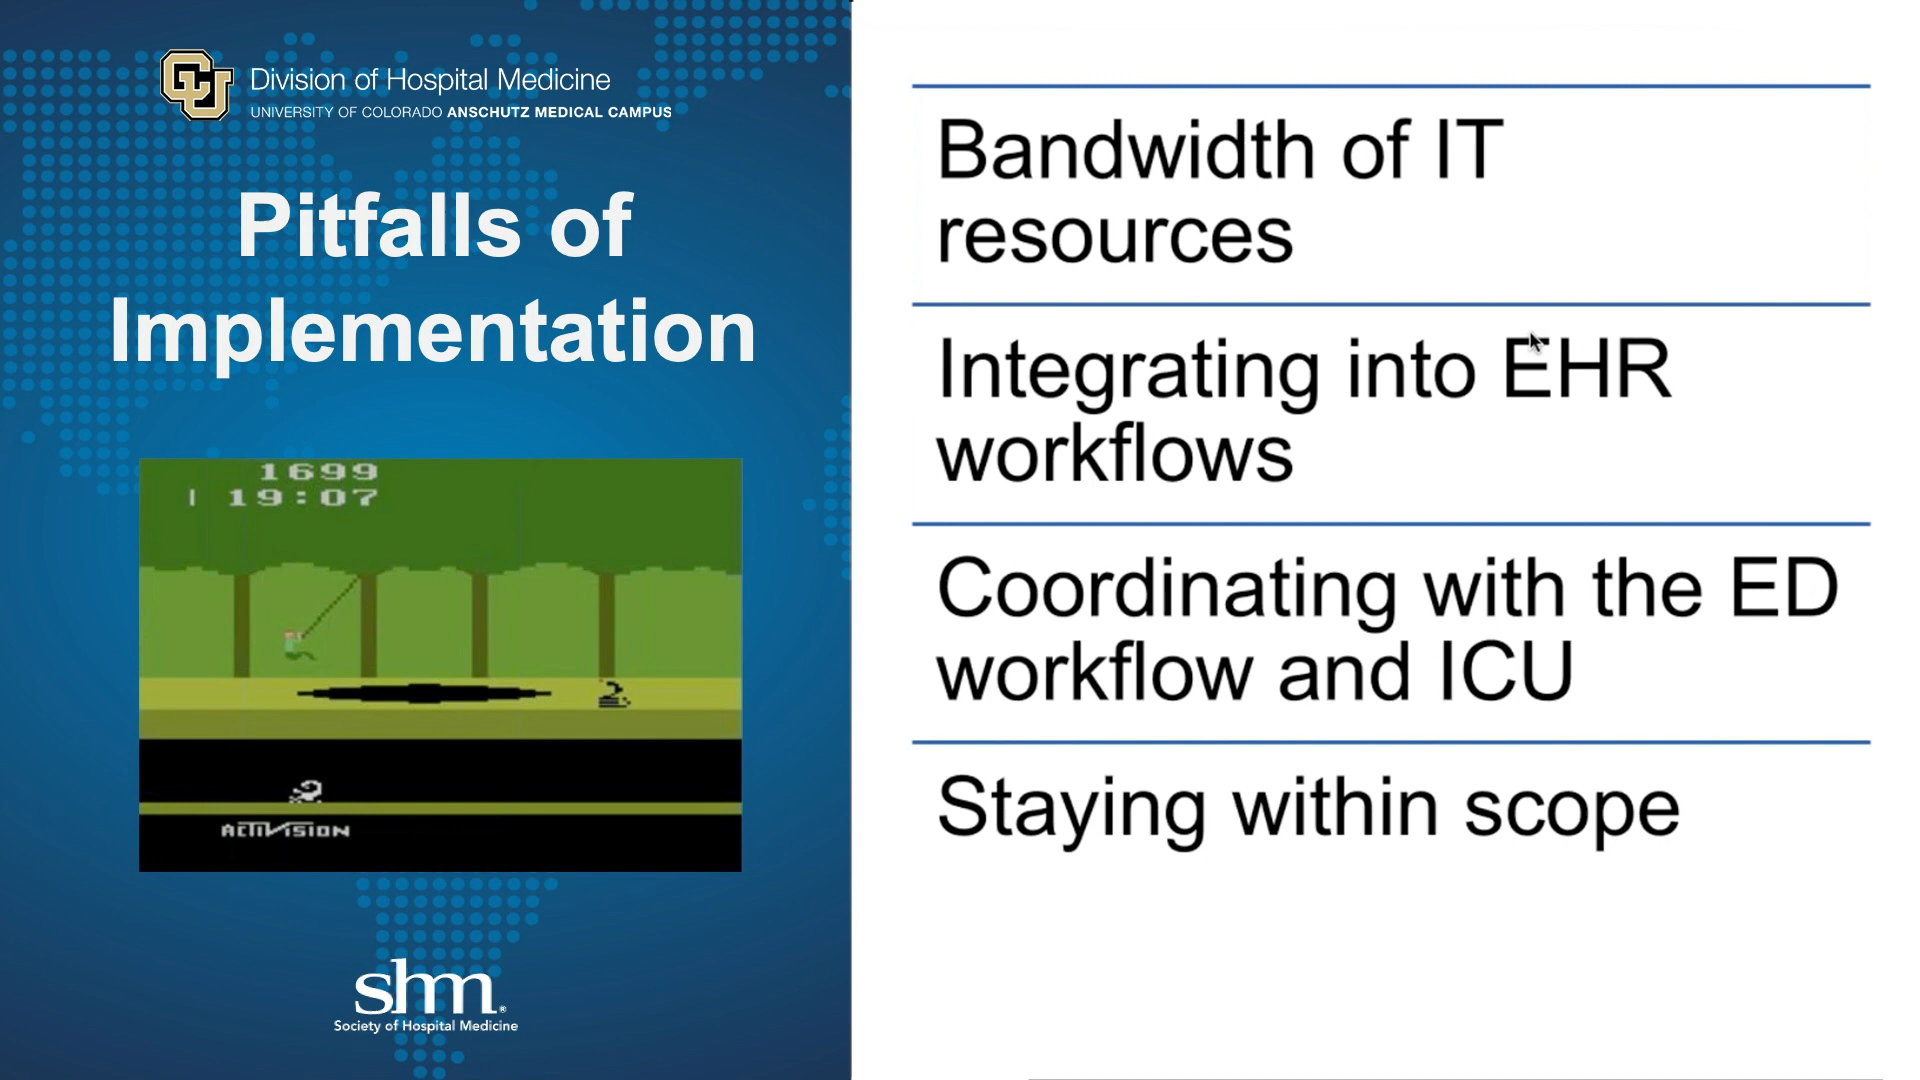 CU
Division of Hospital Medicine
UNIVERSITY OF COLORADO ANSCHUTZ MEDICAL CAMPUS
Pitfalls of
Implementation
1699
19:07
ACTIVISION
shm®
Society of Hospital Medicine
Bandwidth of IT
resources
Integrating into EHR
workflows
Coordinating with the ED
workflow and ICU
Staying within scope